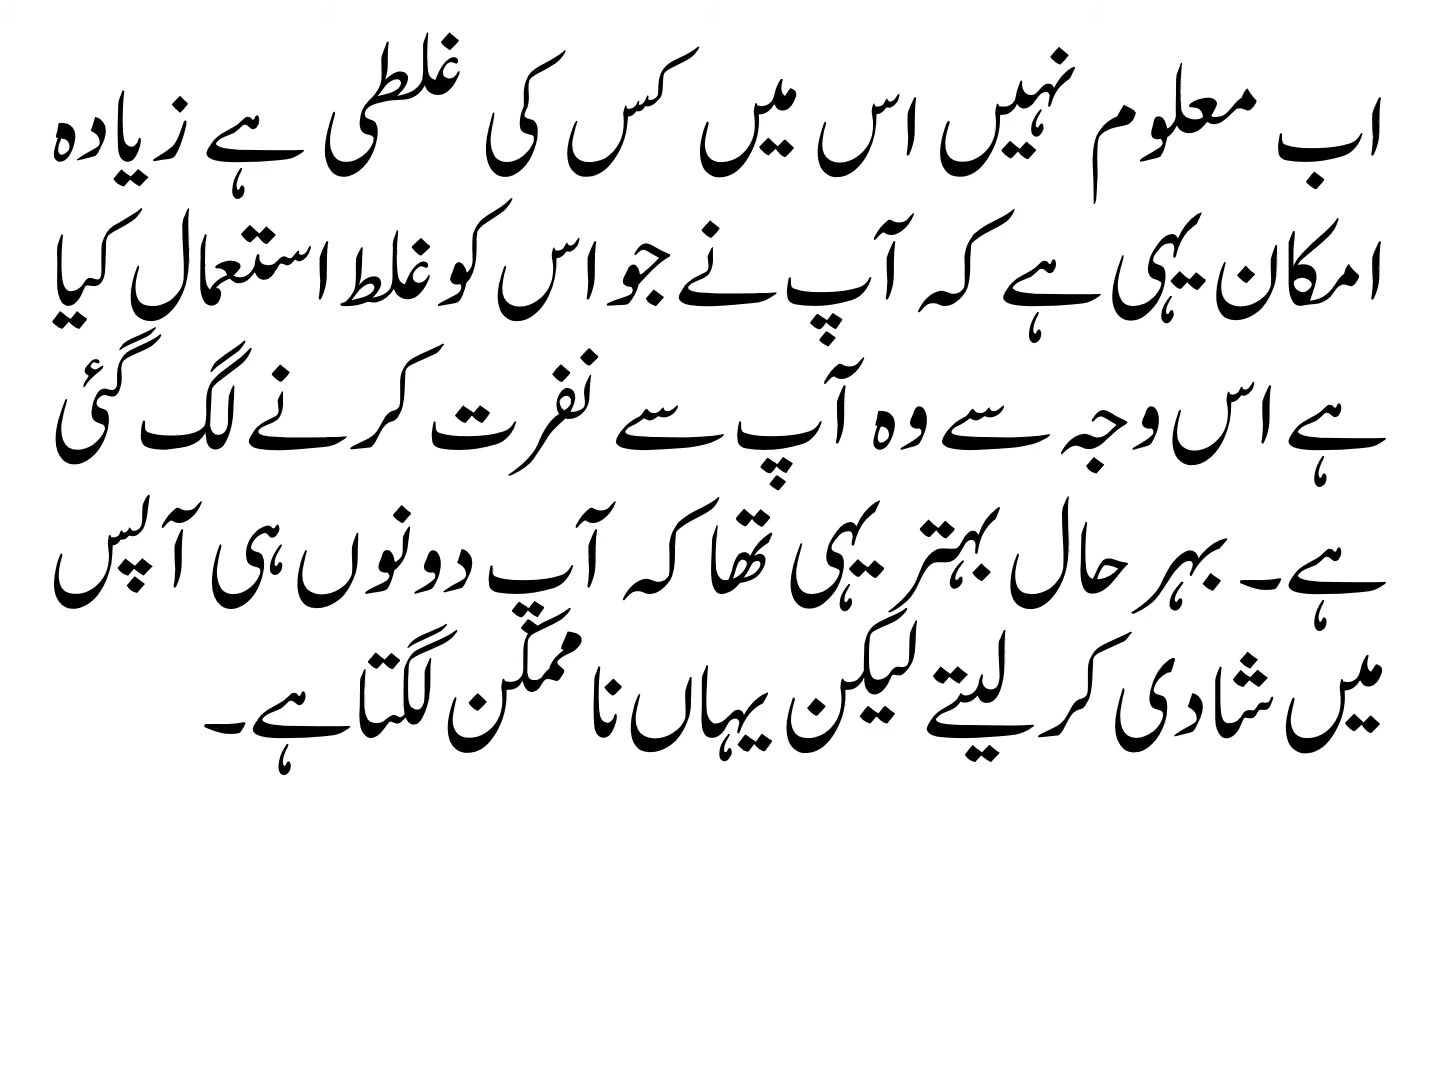 اب معلوم نہیں اس میں کس کی غلطی ہے زیادہ
امکان یہی ہے کہ آپ نے جو اس کو غلط استعمال کیا
ہے اس وجہ سے وہ آپ سے نفرت کرنے لگ گئی
ہے۔ بہر حال بہتر یہی تھا کہ آپ دونوں ہی آپس
میں شادی کر لیتے لیکن یہاں نا ممکن لگتا ہے۔